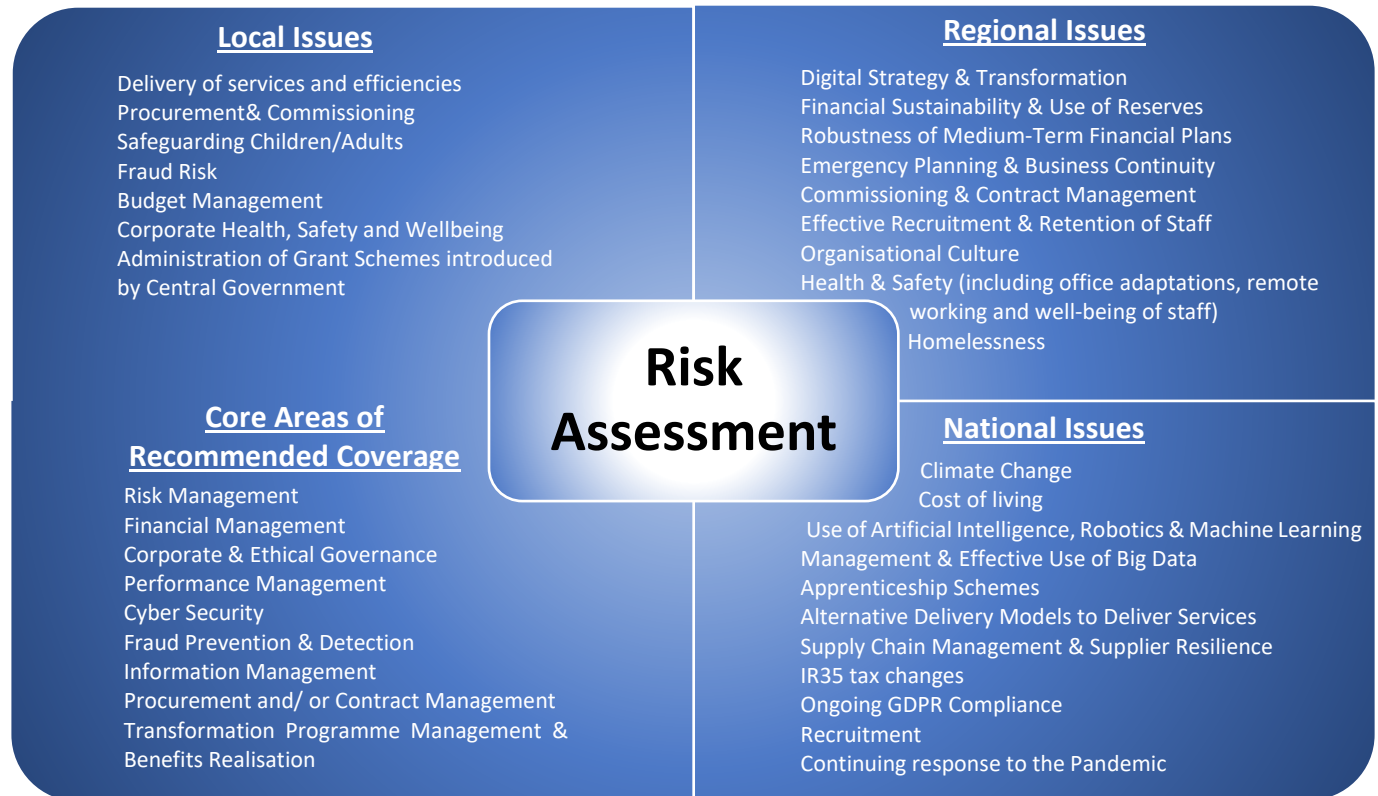 Local Issues
Delivery of services and efficiencies
Procurement& Commissioning
Safeguarding Children/Adults
Fraud Risk
Budget Management
Corporate Health, Safety and Wellbeing
Administration of Grant Schemes introduced
by Central Government
Regional Issues
Digital Strategy & Transformation
Financial Sustainability & Use of Reserves
Robustness of Medium-Term Financial Plans
Emergency Planning & Business Continuity
Commissioning & Contract Management
Effective Recruitment & Retention of Staff
Organisational Culture
Health & Safety (including office adaptations, remote
working and well-being of staff)
Homelessness
Risk
Assessment
Core Areas of
Recommended Coverage
Risk Management
Financial Management
Corporate & Ethical Governance
Performance Management
Cyber Security
Fraud Prevention & Detection
Information Management
Procurement and/ or Contract Management
Transformation Programme Management &
Benefits Realisation
National Issues
Climate Change
Cost of living
Use of Artificial Intelligence, Robotics & Machine Learning
Management & Effective Use of Big Data
Apprenticeship Schemes
Alternative Delivery Models to Deliver Services
Supply Chain Management & Supplier Resilience
IR35 tax changes
Ongoing GDPR Compliance
Recruitment
Continuing response to the Pandemic